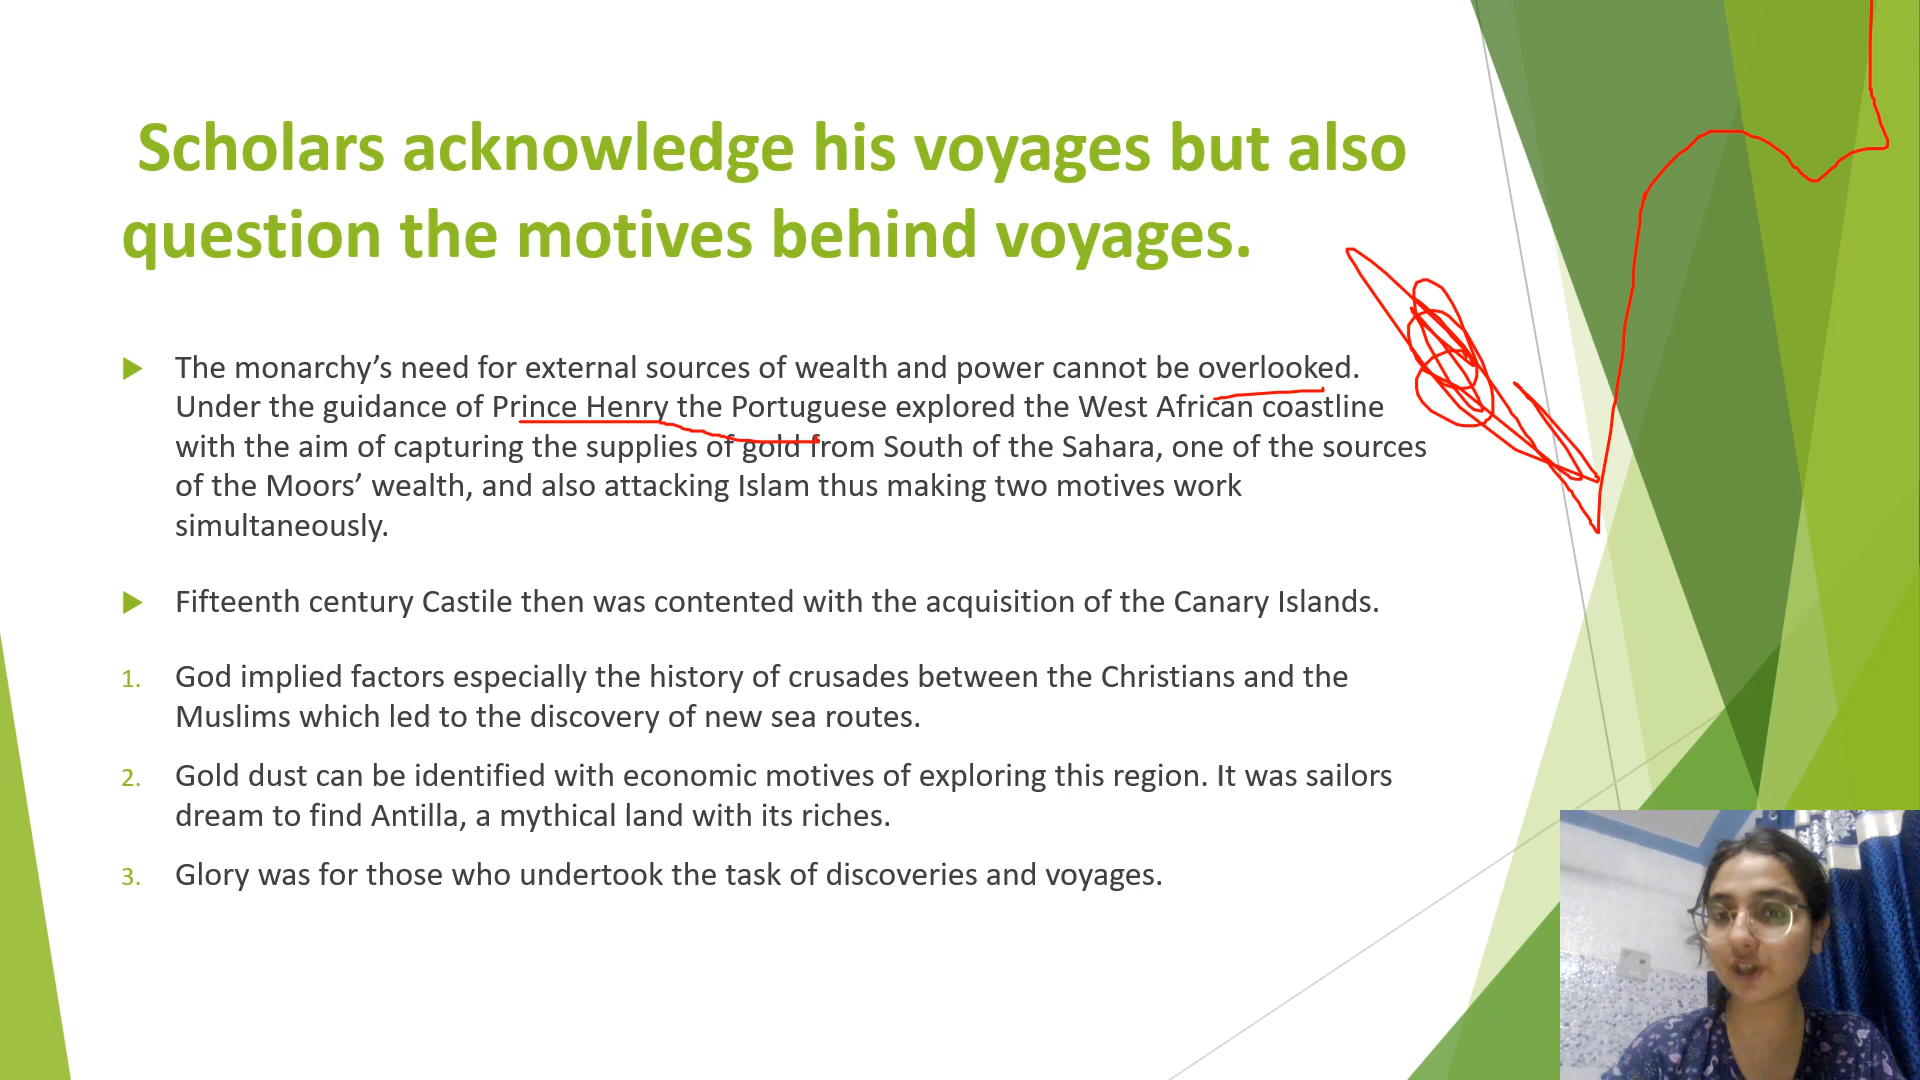 Scholars acknowledge his voyages but also
question the motives behind voyages.
The monarchy’s need for external sources of wealth and power cannot be overlooked.
Under the guidance of Prince Henry the Portuguese explored the West African coastline
with the aim of capturing the supplies of gold from South of the Sahara, one of the sources
of the Moors’ wealth, and also attacking Islam thus making two motives work
simultaneously.
Fifteenth century Castile then was contented with the acquisition of the Canary Islands.
1. God implied factors especially the history of crusades between the Christians and the
Muslims which led to the discovery of new sea routes.
2. Gold dust can be identified with economic motives of exploring this region. It was sailors
dream to find Antilla, a mythical land with its riches.
3. Glory was for those who undertook the task of discoveries and voyages.